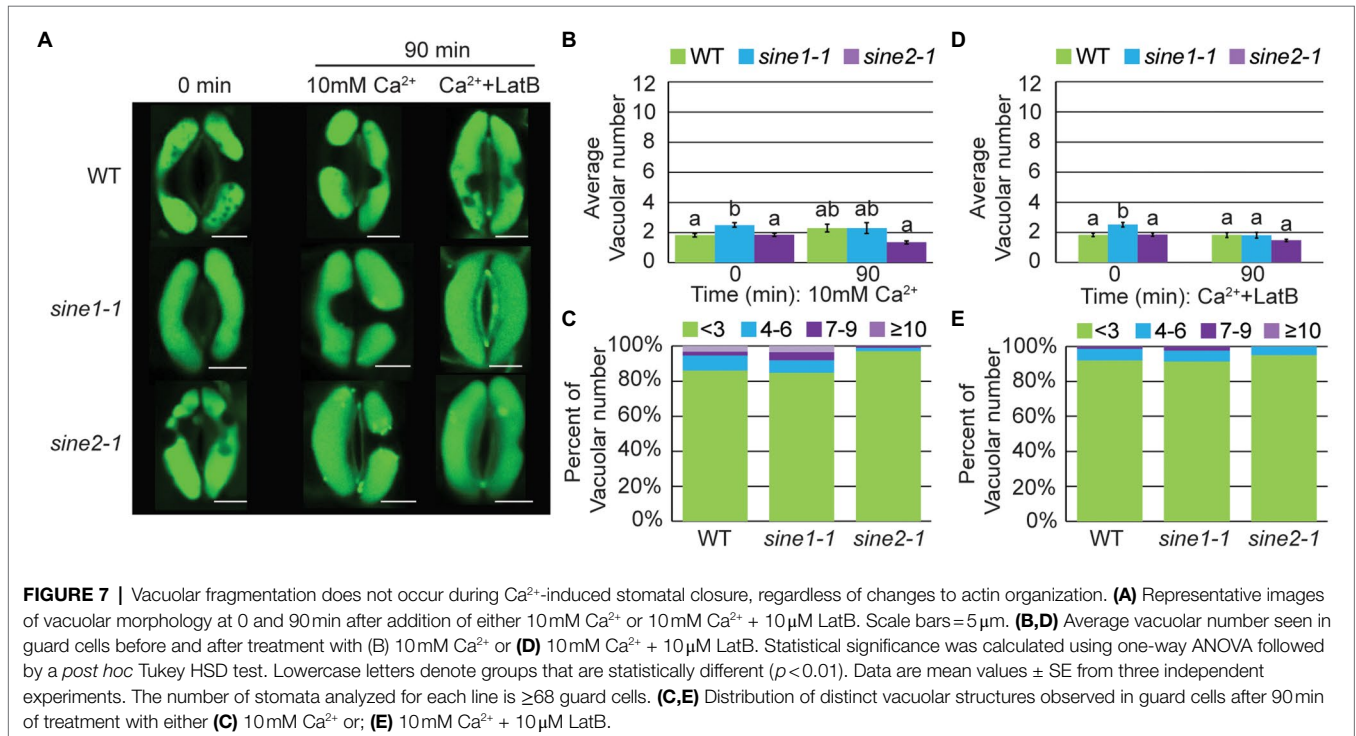 A
90 min
0 min
10mM Ca²⁺
Ca²⁺+LatB
WT
sine1-1
sine2-1
B
WT sine1-1 sine2-1
Average
Vacuolar number
12
10
8
6
4
2
0
a b a ab ab a
0 90
Time (min): 10mM Ca²⁺
C
<3 4-6 7-9 ≥10
Percent of
Vacuolar number
100%
80%
60%
40%
20%
0%
WT sine1-1 sine2-1
D
WT sine1-1 sine2-1
Average
Vacuolar number
12
10
8
6
4
2
0
a b a a a a
0 90
Time (min): Ca²⁺+LatB
E
<3 4-6 7-9 ≥10
Percent of
Vacuolar number
100%
80%
60%
40%
20%
0%
WT sine1-1 sine2-1
FIGURE 7 | Vacuolar fragmentation does not occur during Ca²⁺-induced stomatal closure, regardless of changes to actin organization. (A) Representative images
of vacuolar morphology at 0 and 90 min after addition of either 10 mM Ca²⁺ or 10 mM Ca²⁺ + 10 μM LatB. Scale bars = 5 μm. (B,D) Average vacuolar number seen in
guard cells before and after treatment with (B) 10 mM Ca²⁺ or (D) 10 mM Ca²⁺ + 10 μM LatB. Statistical significance was calculated using one-way ANOVA followed
by a post hoc Tukey HSD test. Lowercase letters denote groups that are statistically different (p < 0.01). Data are mean values ± SE from three independent
experiments. The number of stomata analyzed for each line is ≥68 guard cells. (C,E) Distribution of distinct vacuolar structures observed in guard cells after 90 min
of treatment with either (C) 10 mM Ca²⁺ or; (E) 10 mM Ca²⁺ + 10 μM LatB.